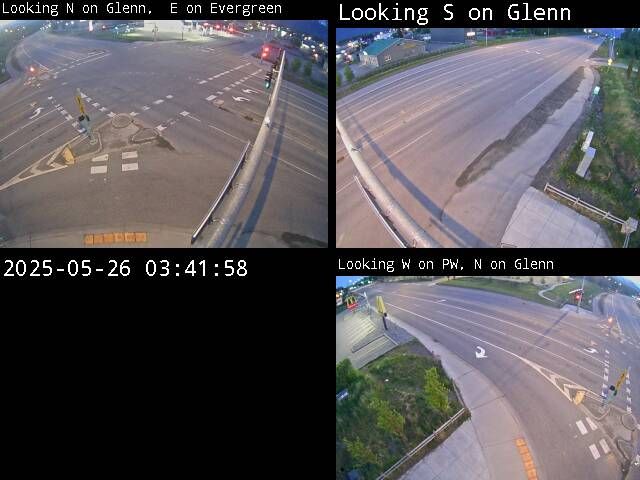 Looking N on Glenn, E on Evergreen
Looking S on Glenn
2025-05-26 03:41:58
Looking W on PW, N on Glenn